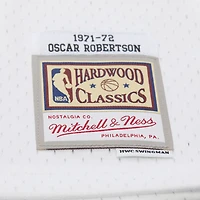 1971-72
OSCAR ROBERTSON
HARDWOOD
NBA
CLASSICS
NOSTALGIA CO.
Mitchell & Ness
PHILADELPHIA, PA.
HWC SWINGMAN